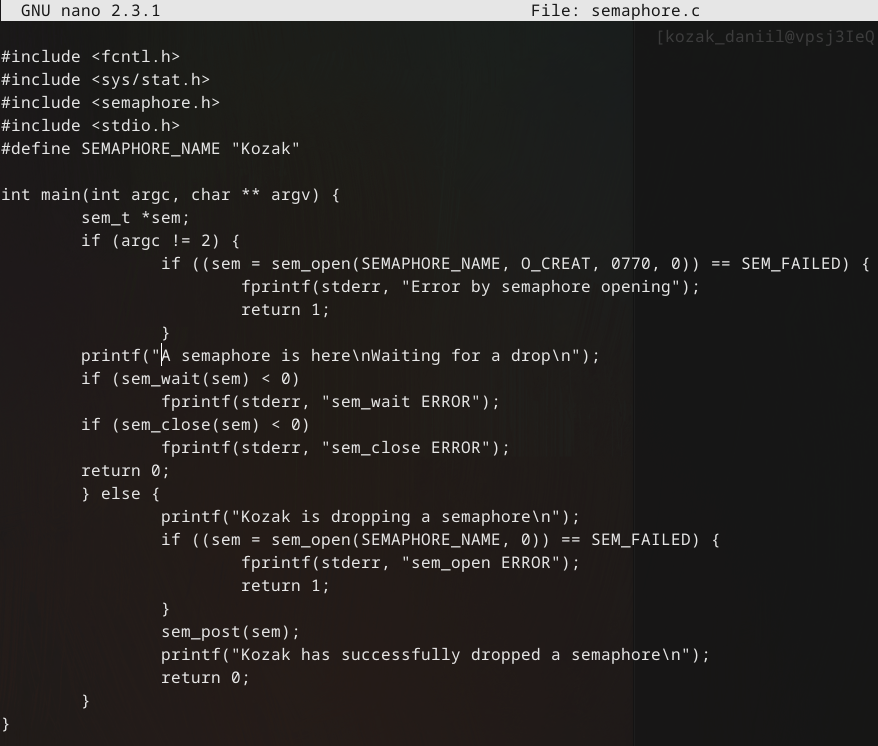 GNU nano 2.3.1 File: semaphore.c
[kozak_daniil@vpsj3IeQ
#include <fcntl.h>
#include <sys/stat.h>
#include <semaphore.h>
#include <stdio.h>
#define SEMAPHORE_NAME "Kozak"

int main(int argc, char ** argv) {
        sem_t *sem;
        if (argc != 2) {
                if ((sem = sem_open(SEMAPHORE_NAME, O_CREAT, 0770, 0)) == SEM_FAILED) {
                        fprintf(stderr, "Error by semaphore opening");
                        return 1;
                }
        printf("A semaphore is here\nWaiting for a drop\n");
        if (sem_wait(sem) < 0)
                fprintf(stderr, "sem_wait ERROR");
        if (sem_close(sem) < 0)
                fprintf(stderr, "sem_close ERROR");
        return 0;
        } else {
                printf("Kozak is dropping a semaphore\n");
                if ((sem = sem_open(SEMAPHORE_NAME, 0)) == SEM_FAILED) {
                        fprintf(stderr, "sem_open ERROR");
                        return 1;
                }
                sem_post(sem);
                printf("Kozak has successfully dropped a semaphore\n");
                return 0;
        }
}